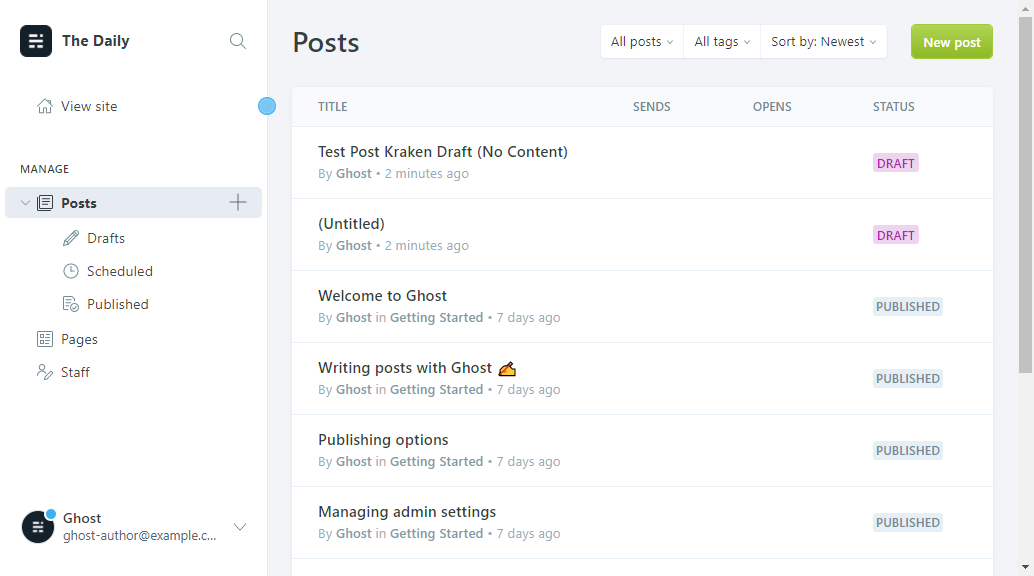 The Daily
View site
MANAGE
Posts
Drafts
Scheduled
Published
Pages
Staff
Ghost
ghost-author@example.c...
Posts
All posts
All tags
Sort by: Newest
New post
TITLE SENDS OPENS STATUS
Test Post Kraken Draft (No Content)
By Ghost • 2 minutes ago
DRAFT
(Untitled)
By Ghost • 2 minutes ago
DRAFT
Welcome to Ghost
By Ghost in Getting Started • 7 days ago
PUBLISHED
Writing posts with Ghost ✍️
By Ghost in Getting Started • 7 days ago
PUBLISHED
Publishing options
By Ghost in Getting Started • 7 days ago
PUBLISHED
Managing admin settings
By Ghost in Getting Started • 7 days ago
PUBLISHED